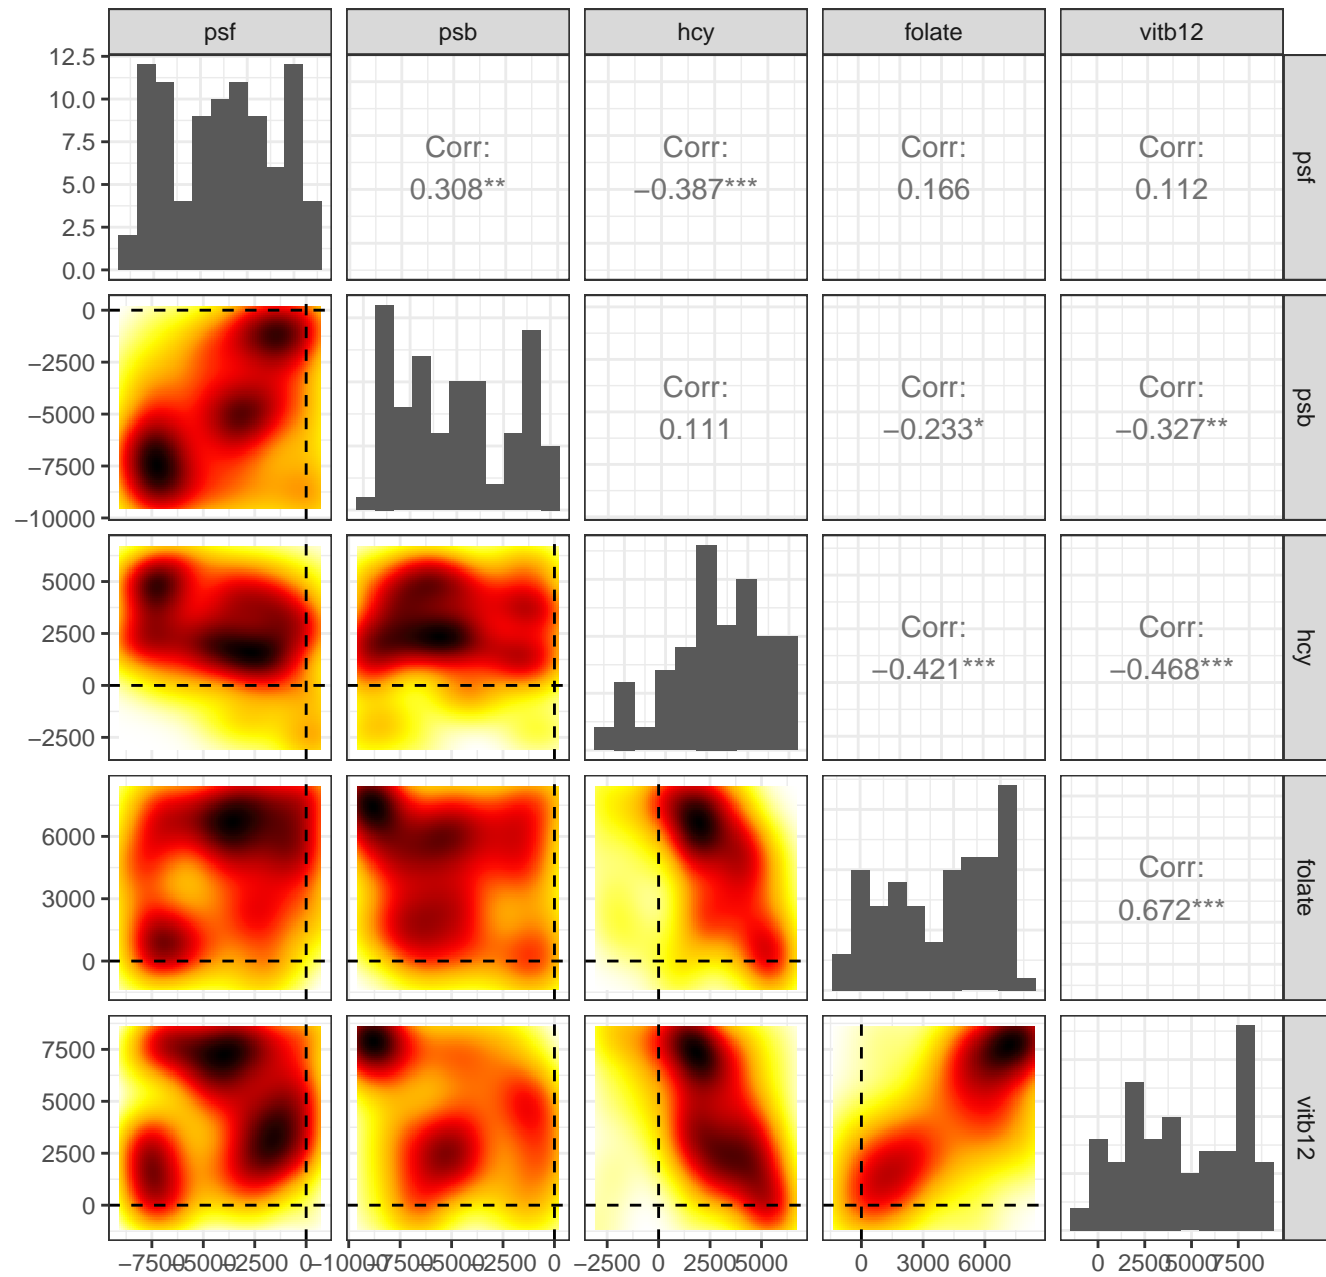 psf psb hcy folate vitb12
12.5
10.0
7.5
5.0
2.5
0.0
Corr:
0.308**
Corr:
−0.387***
Corr:
0.166
Corr:
0.112
psf
0
−2500
−5000
−7500
−10000
Corr:
0.111
Corr:
−0.233*
Corr:
−0.327**
psb
5000
2500
0
−2500
Corr:
−0.421***
Corr:
−0.468***
hcy
6000
3000
0
Corr:
0.672***
folate
7500
5000
2500
0
vitb12
−7500 −5000 −2500 0 −10000 −7500 −5000 −2500 0 −2500 0 2500 5000 0 3000 6000 0 2500 5000 7500